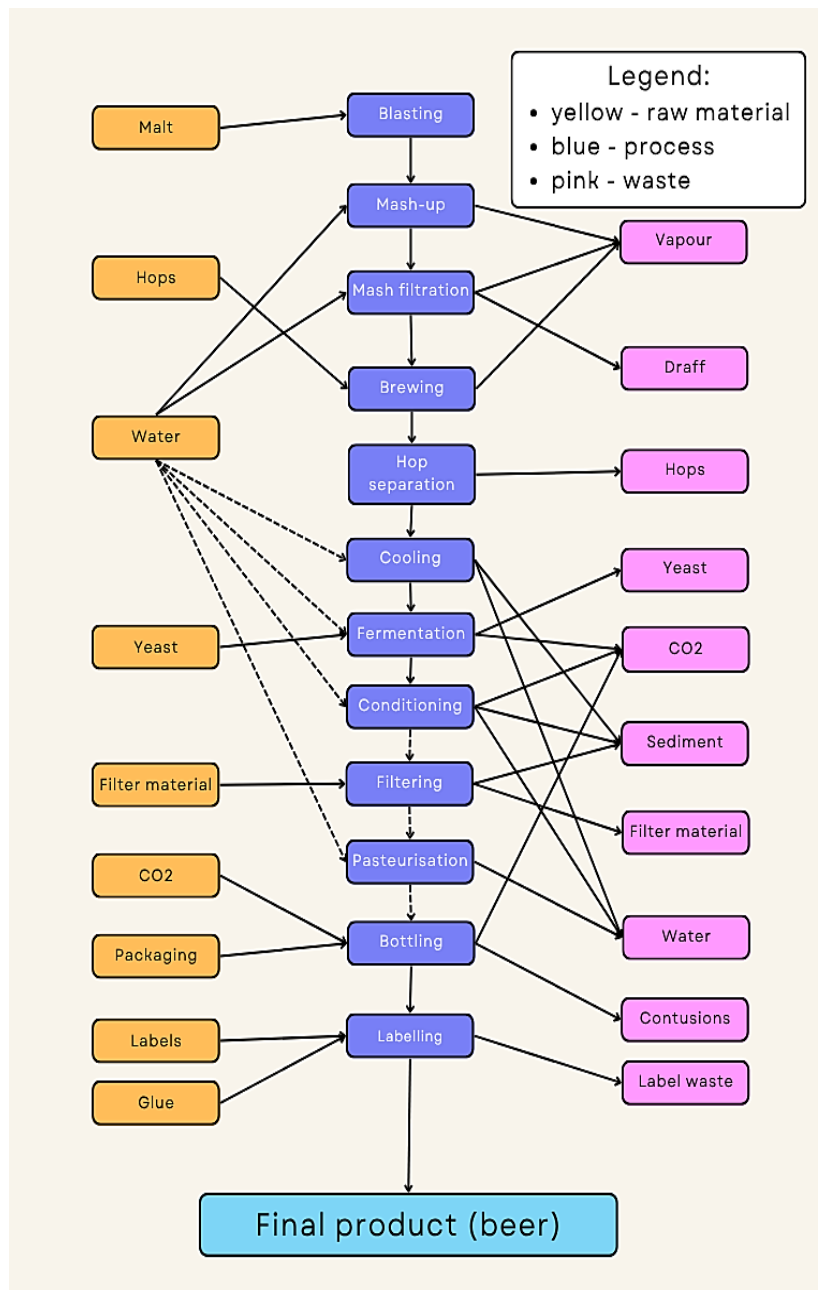 Legend:
• yellow - raw material
• blue - process
• pink - waste
Malt
Blasting
Mash-up
Vapour
Hops
Mash filtration
Draff
Brewing
Water
Hop
separation
Hops
Cooling
Yeast
Yeast
Fermentation
CO2
Conditioning
Sediment
Filter material
Filtering
Filter material
CO2
Pasteurisation
Packaging
Bottling
Water
Labels
Labelling
Contusions
Glue
Label waste
Final product (beer)